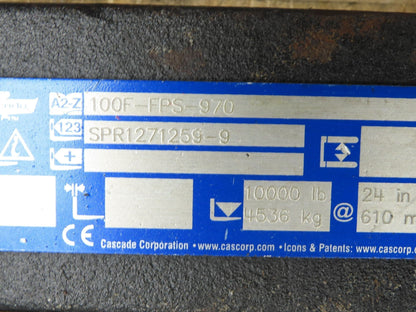 A2-Z 100F-FPS-970
123 SPR1271259-9
10000 lb 24 in
4536 kg @ 610 m
CE Cascade Corporation • www.cascorp.com • Icons & Patents: www.cascorp.com